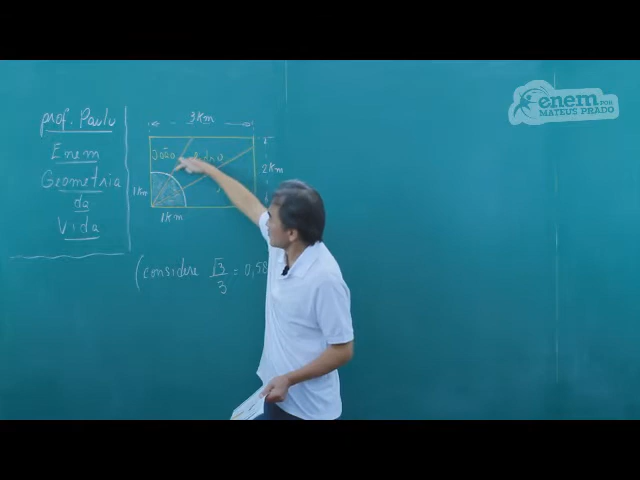 prof. Paulo
Enem
Geometria
da
Vida
3Km
João
2Km
1Km
1Km
(considere √3/3 = 0,58
enem POR
MATEUS PRADO